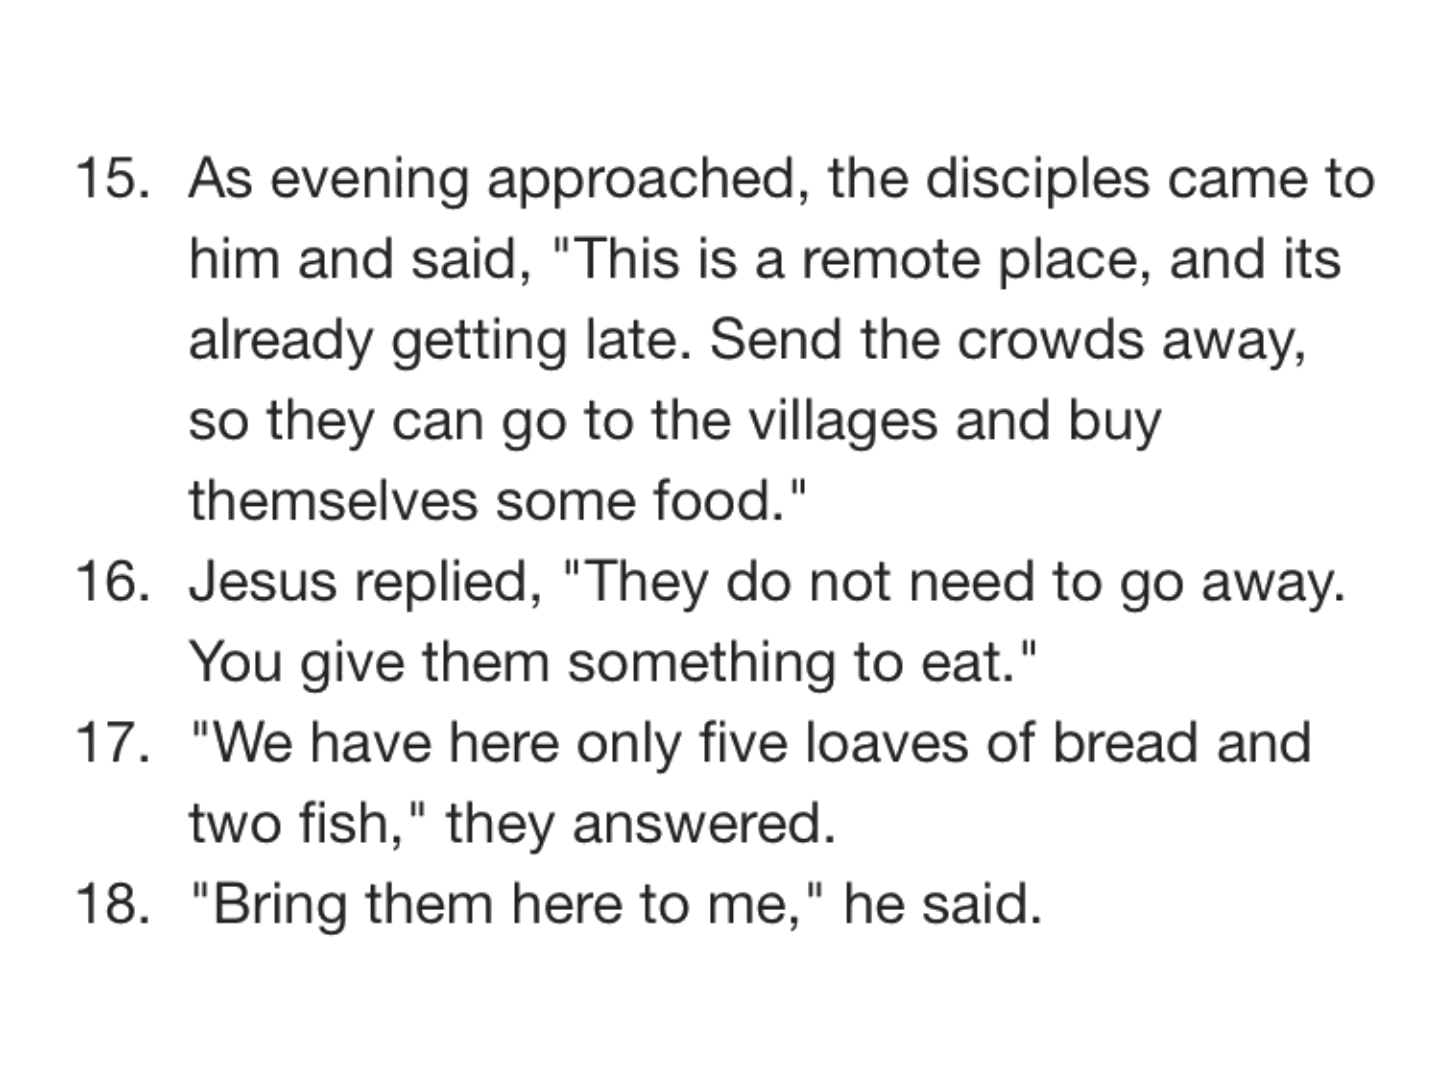 15. As evening approached, the disciples came to
him and said, "This is a remote place, and its
already getting late. Send the crowds away,
so they can go to the villages and buy
themselves some food."
16. Jesus replied, "They do not need to go away.
You give them something to eat."
17. "We have here only five loaves of bread and
two fish," they answered.
18. "Bring them here to me," he said.